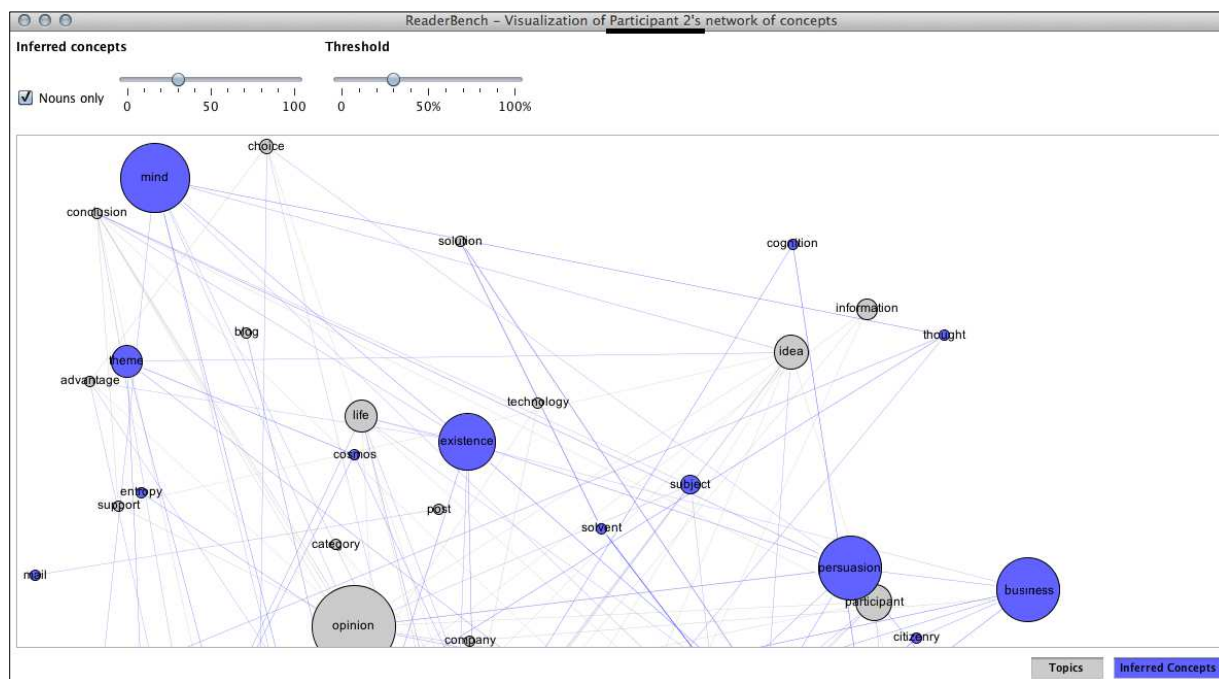 ReaderBench - Visualization of Participant 2's network of concepts
Inferred concepts Threshold
Nouns only
0 50 100 0 50% 100%
choice
mind
conclusion
solution
cognition
information
blog
thought
theme
idea
advantage
technology
life
existence
cosmos
subject
entropy
support
post
solvent
category
persuasion
mail
business
participant
opinion
company
citizenry
Topics Inferred Concepts